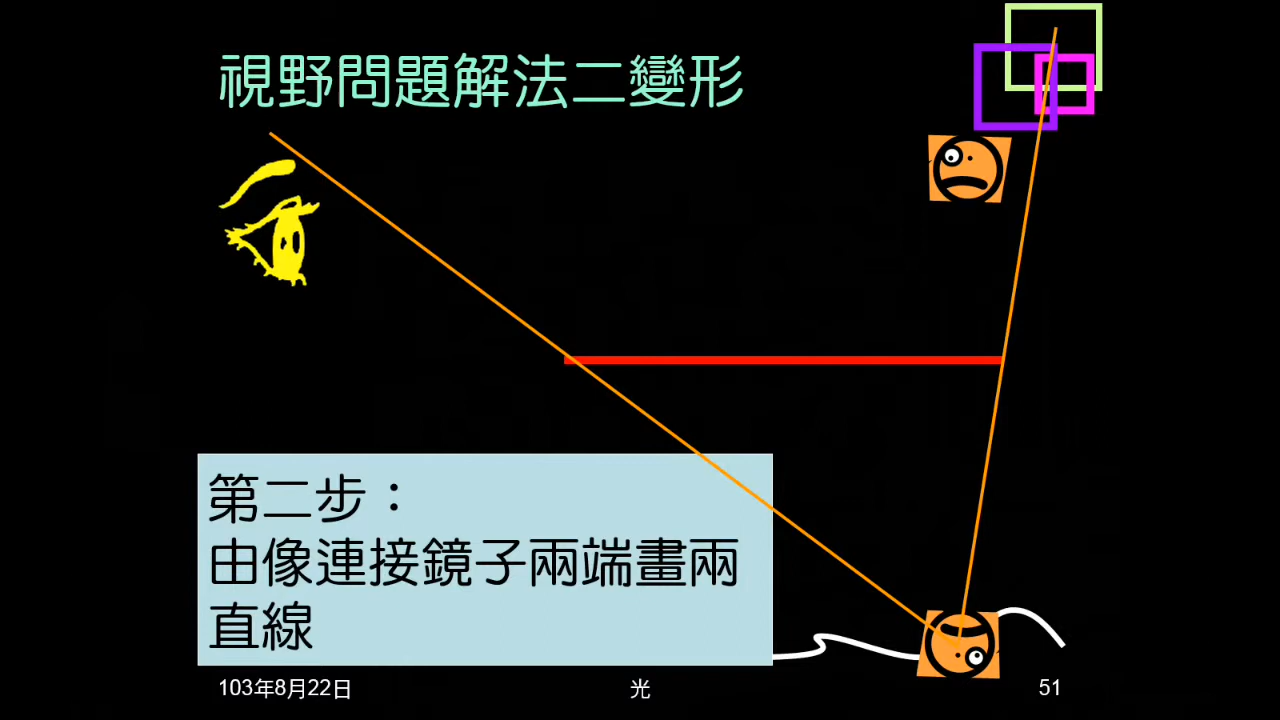 視野問題解法二變形
第二步：
由像連接鏡子兩端畫兩
直線
103年8月22日
光
51